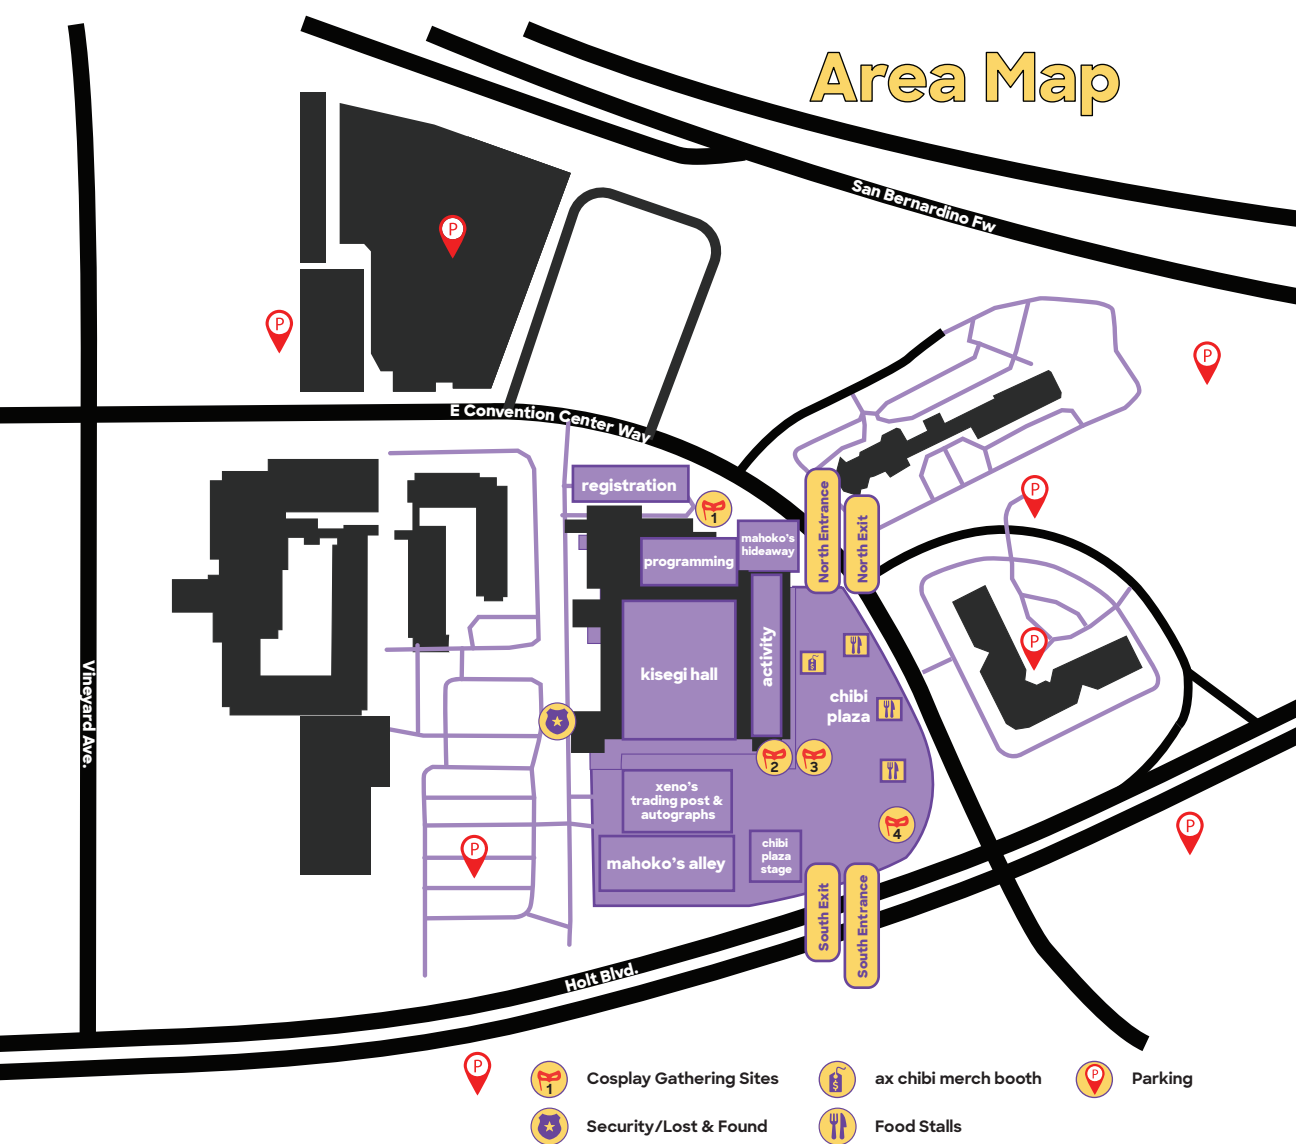 Area Map
San Bernardino Fw
P
P
P
E Convention Center Way
registration
1
North Entrance
North Exit
P
mahoko's
hideaway
programming
kisegi hall
activity
chibi
plaza
P
Vineyard Ave.
2
3
xeno's
trading post &
autographs
4
P
P
mahoko's alley
chibi
plaza
stage
South Exit
South Entrance
Holt Blvd.
P
1
Cosplay Gathering Sites
$
ax chibi merch booth
P
Parking
Security/Lost & Found
Food Stalls